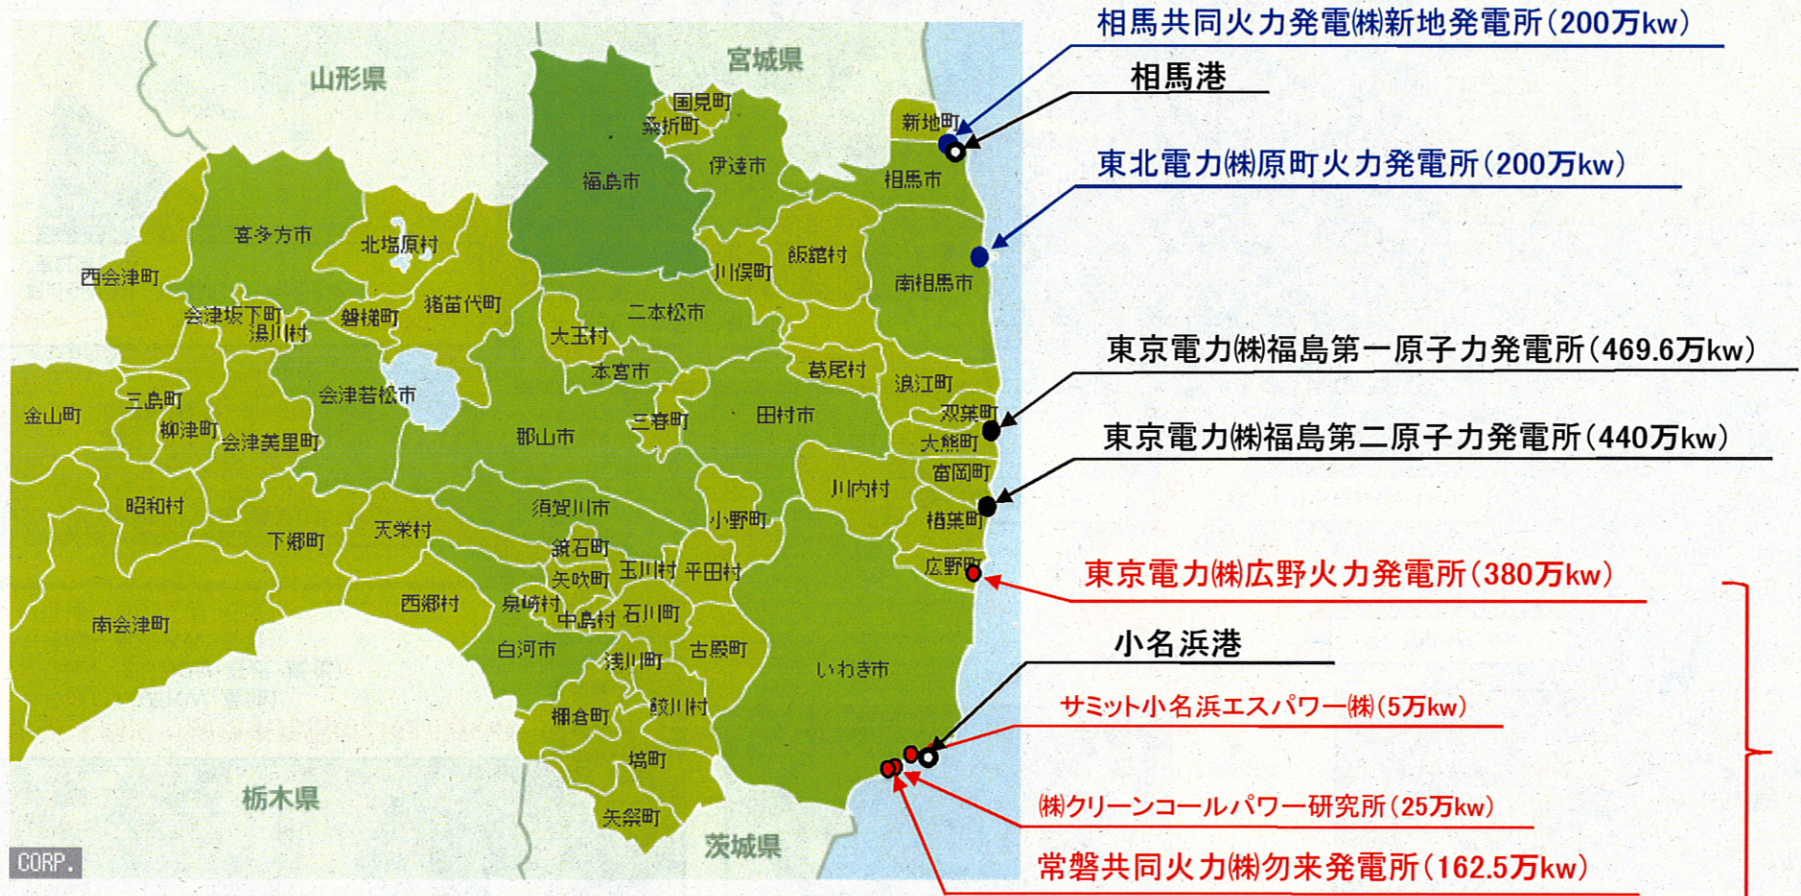 相馬共同火力発電㈱新地発電所(200万kw)
相馬港
東北電力㈱原町火力発電所(200万kw)
東京電力㈱福島第一原子力発電所(469.6万kw)
東京電力㈱福島第二原子力発電所(440万kw)
東京電力㈱広野火力発電所(380万kw)
小名浜港
サミット小名浜エスパワー㈱(5万kw)
㈱クリーンコールパワー研究所(25万kw)
常磐共同火力㈱勿来発電所(162.5万kw)
山形県
宮城県
国見町
桑折町
新地町
伊達市
福島市
相馬市
喜多方市
北塩原村
飯舘村
川俣町
西会津町
南相馬市
猪苗代町
会津坂下町
磐梯町
二本松市
湯川村
大玉村
本宮市
葛尾村
浪江町
会津若松市
三島町
金山町
双葉町
柳津町
三春町
田村市
会津美里町
郡山市
大熊町
富岡町
川内村
昭和村
須賀川市
小野町
楢葉町
天栄村
下郷町
鏡石町
広野町
玉川村
平田村
矢吹町
西郷村
泉崎村
中島村
石川町
南会津町
白河市
浅川町
古殿町
いわき市
鮫川村
棚倉町
塙町
栃木県
矢祭町
茨城県
CORP.